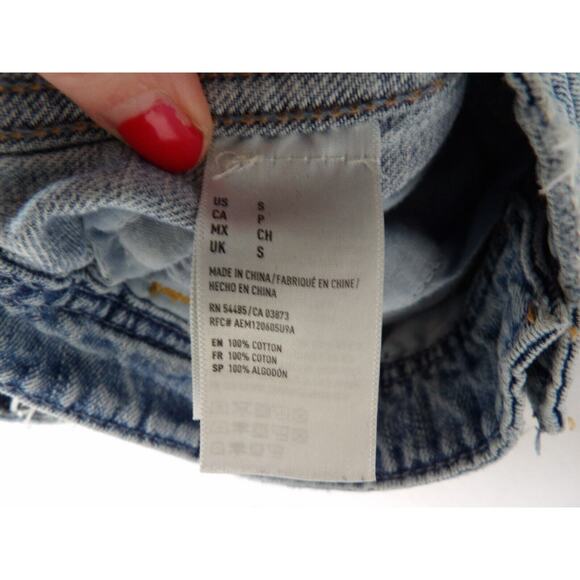 US S
CA P
MX CH
UK S
MADE IN CHINA/FABRIQUÉ EN CHINE/
HECHO EN CHINA
RN 54485/CA 03873
RFC# AEM120605U9A
EN 100% COTTON
FR 100% COTON
SP 100% ALGODÓN